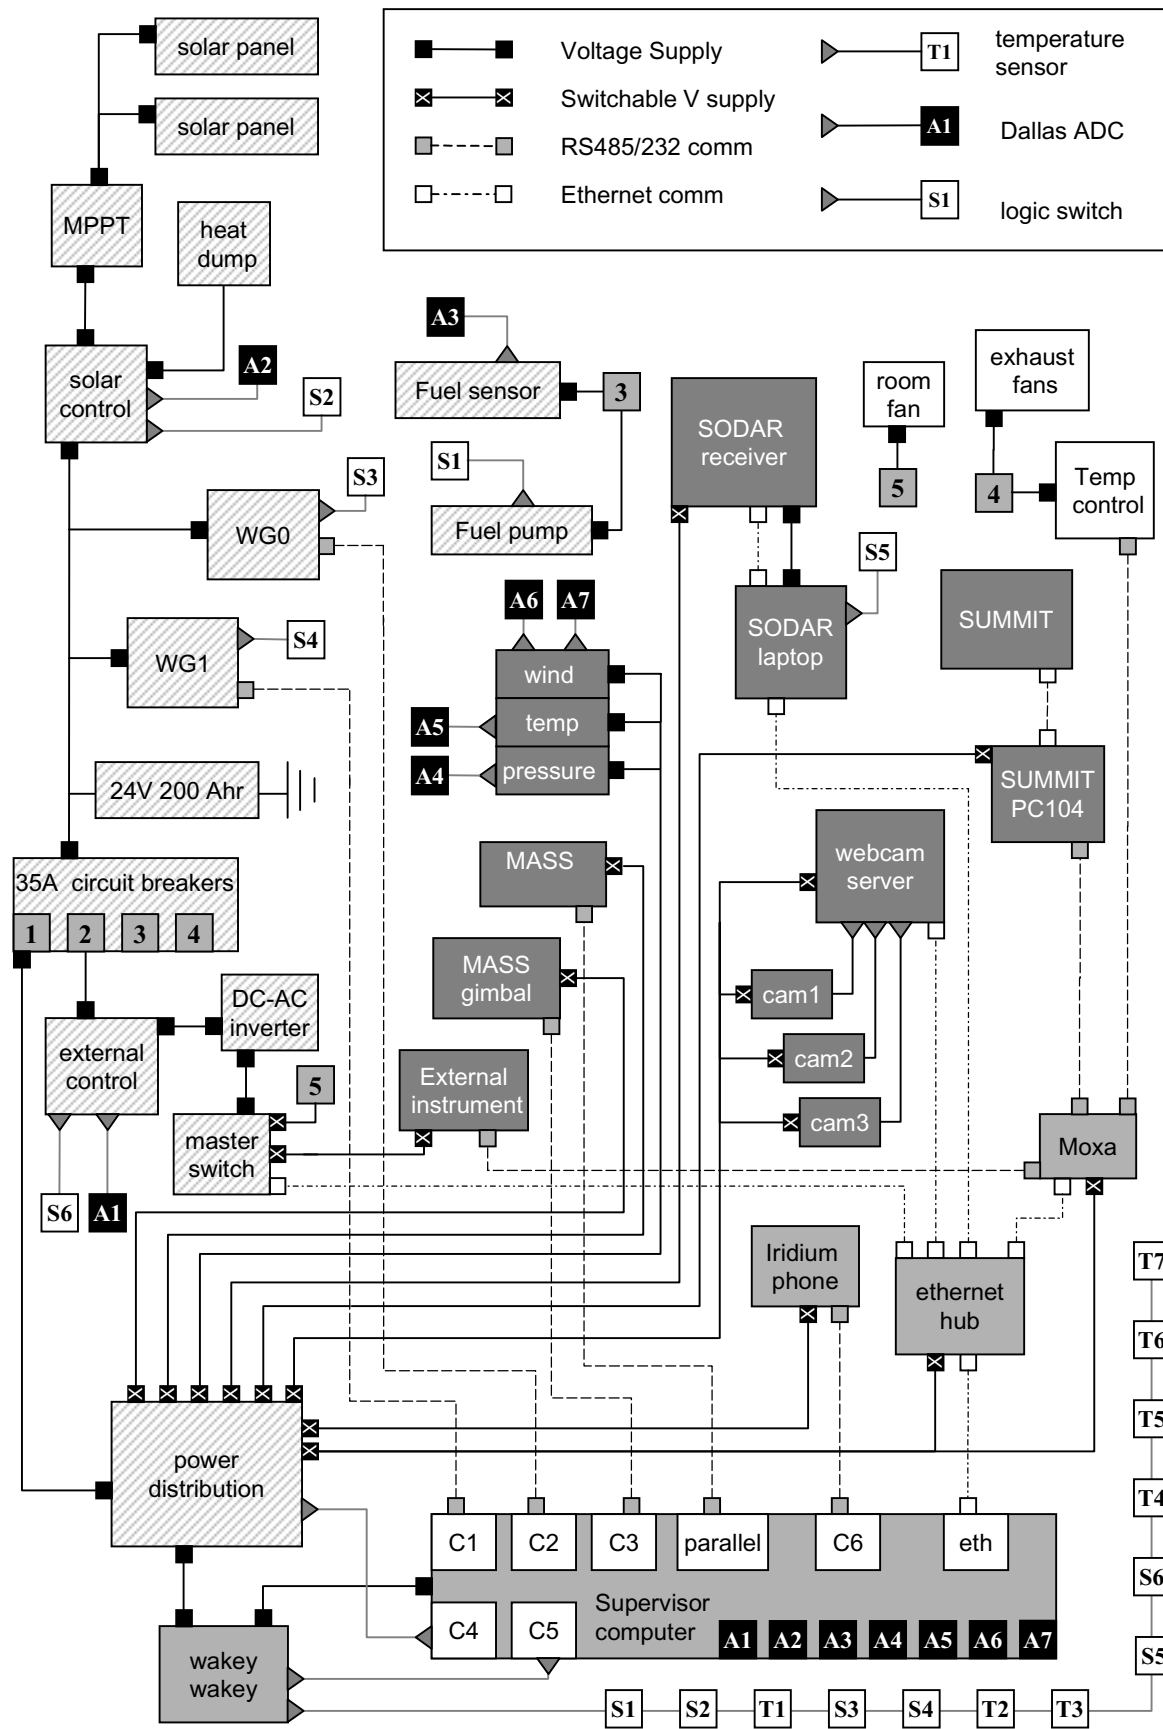 solar panel
solar panel
Voltage Supply
Switchable V supply
RS485/232 comm
Ethernet comm
T1
temperature
sensor
A1
Dallas ADC
S1
logic switch
MPPT
heat
dump
solar
control
A2
S2
A3
Fuel sensor
3
S1
Fuel pump
SODAR
receiver
room
fan
5
exhaust
fans
4
Temp
control
S3
WG0
S4
WG1
A6
A7
wind
A5
temp
A4
pressure
S5
SODAR
laptop
SUMMIT
SUMMIT
PC104
24V 200 Ahr
35A circuit breakers
1
2
3
4
MASS
MASS
gimbal
webcam
server
cam1
cam2
cam3
DC-AC
inverter
external
control
5
master
switch
External
instrument
Moxa
S6
A1
Iridium
phone
ethernet
hub
T7
T6
T5
T4
S6
S5
power
distribution
C1
C2
C3
parallel
C6
eth
Supervisor
computer
C4
C5
A1
A2
A3
A4
A5
A6
A7
wakey
wakey
S1
S2
T1
S3
S4
T2
T3